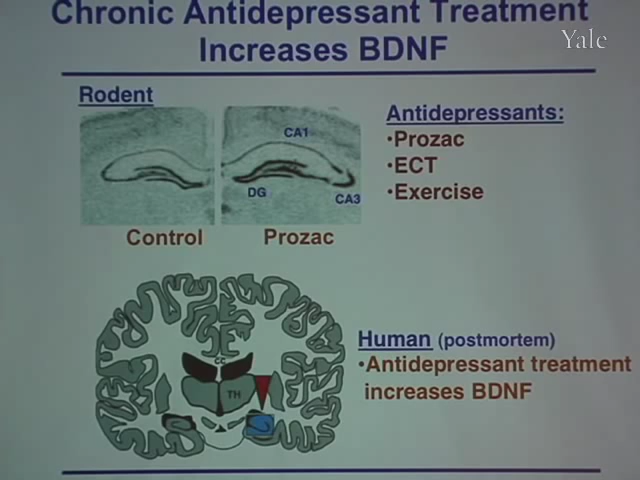 Chronic Antidepressant Treatment
Increases BDNF
Yale
Rodent
CA1
DG
CA3
Control
Prozac
Antidepressants:
•Prozac
•ECT
•Exercise
CC
TH
Human (postmortem)
•Antidepressant treatment
increases BDNF